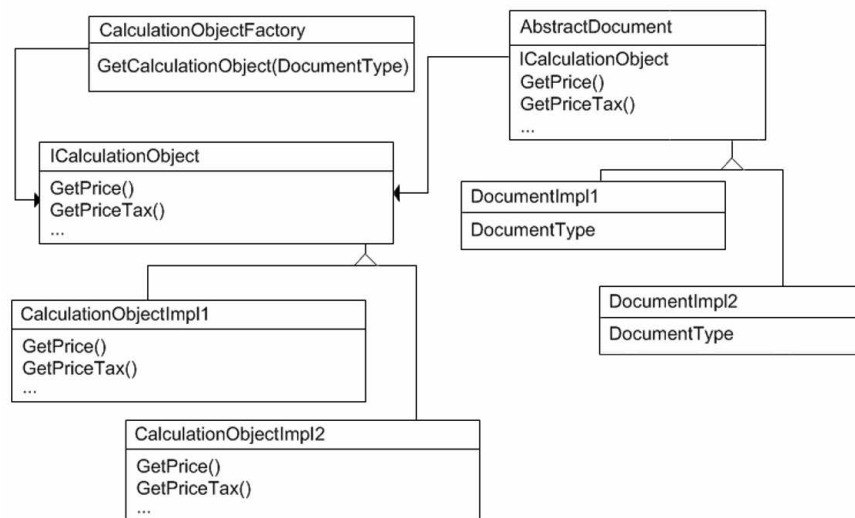 CalculationObjectFactory
GetCalculationObject(DocumentType)
AbstractDocument
ICalculationObject
GetPrice()
GetPriceTax()
...
ICalculationObject
GetPrice()
GetPriceTax()
...
DocumentImpl1
DocumentType
DocumentImpl2
DocumentType
CalculationObjectImpl1
GetPrice()
GetPriceTax()
...
CalculationObjectImpl2
GetPrice()
GetPriceTax()
...